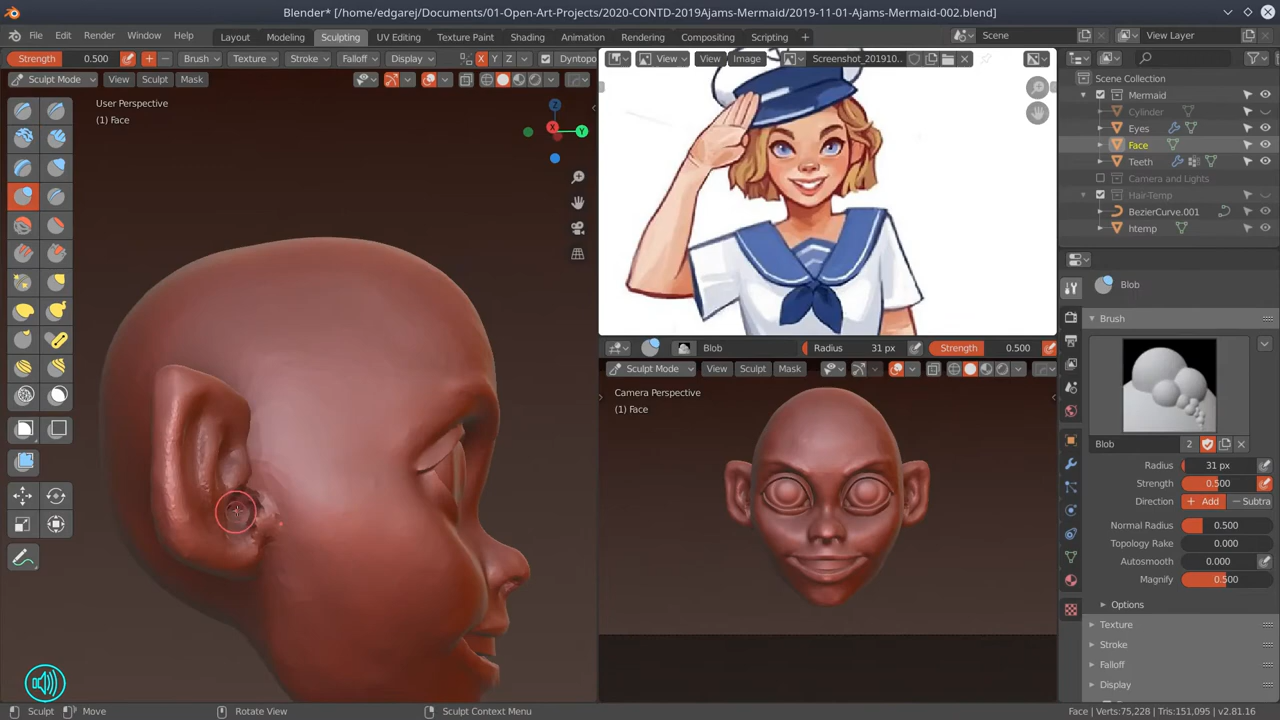 Blender* [/home/edgarej/Documents/01-Open-Art-Projects/2020-CONTD-2019Ajams-Mermaid/2019-11-01-Ajams-Mermaid-002.blend]
File Edit Render Window Help Layout Modeling Sculpting UV Editing Texture Paint Shading Animation Rendering Compositing Scripting + Scene View Layer
Strength 0.500 Brush Texture Stroke Falloff Display X Y Z Dyntopo
View View Image Screenshot_201910..
Sculpt Mode View Sculpt Mask
User Perspective
(1) Face
Z
X
Y
Scene Collection
Mermaid
Cylinder
Eyes
Face
Teeth
Camera and Lights
Hair-Temp
BezierCurve.001
htemp
Blob
Brush
Blob 2
Radius 31 px
Strength 0.500
Direction + Add — Subtra
Normal Radius 0.500
Topology Rake 0.000
Autosmooth 0.000
Magnify 0.500
Options
Texture
Stroke
Falloff
Display
Blob Radius 31 px Strength 0.500
Sculpt Mode View Sculpt Mask
Camera Perspective
(1) Face
Sculpt Move Rotate View Sculpt Context Menu Face | Verts:75,228 | Tris:151,095 | v2.81.16